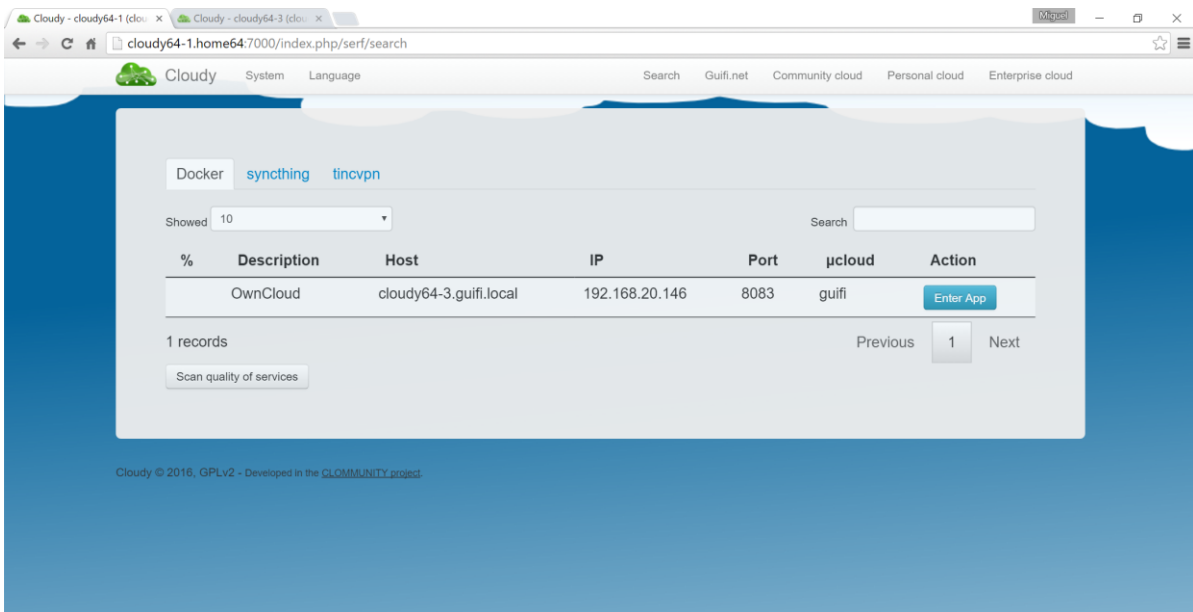 Cloudy - cloudy64-1 (clou Cloudy - cloudy64-3 (clou Miguel
cloudy64-1.home64:7000/index.php/serf/search
Cloudy System Language Search Guifi.net Community cloud Personal cloud Enterprise cloud
Docker syncthing tincvpn
Showed 10 Search
% Description Host IP Port µcloud Action
OwnCloud cloudy64-3.guifi.local 192.168.20.146 8083 guifi Enter App
1 records Previous 1 Next
Scan quality of services
Cloudy © 2016, GPLv2 - Developed in the CLOMMUNITY project.